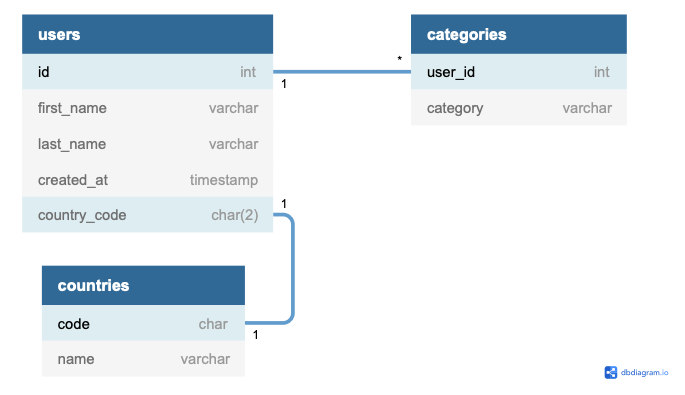 users
id int
first_name varchar
last_name varchar
created_at timestamp
country_code char(2)
1
*
categories
user_id int
category varchar
1
countries
code char
name varchar
1
dbdiagram.io